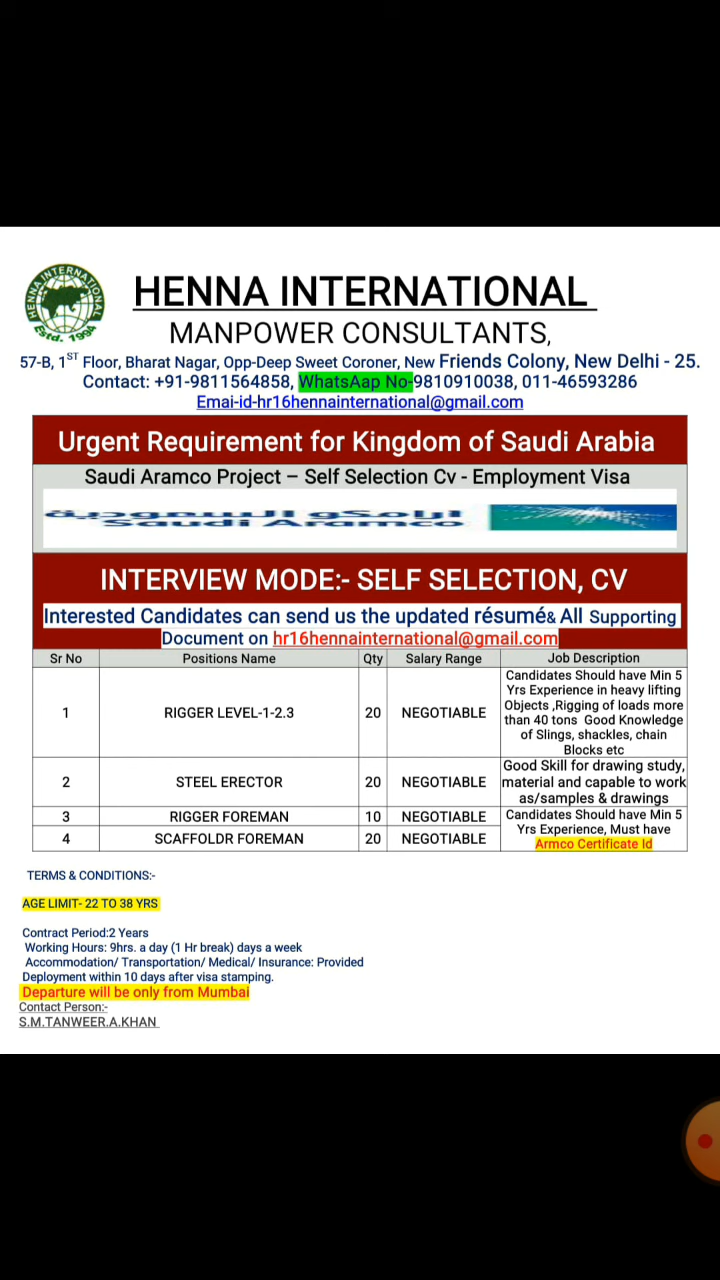 HENNA INTERNATIONAL
Estd. 1994
HENNA INTERNATIONAL
MANPOWER CONSULTANTS,
57-B, 1ST Floor, Bharat Nagar, Opp-Deep Sweet Coroner, New Friends Colony, New Delhi - 25.
Contact: +91-9811564858, WhatsAap No-9810910038, 011-46593286
Emai-id-hr16hennainternational@gmail.com
Urgent Requirement for Kingdom of Saudi Arabia
Saudi Aramco Project – Self Selection Cv - Employment Visa
أرامكو السعودية
Saudi Aramco
INTERVIEW MODE:- SELF SELECTION, CV
Interested Candidates can send us the updated résumé& All Supporting
Document on hr16hennainternational@gmail.com
Sr No Positions Name Qty Salary Range Job Description
1 RIGGER LEVEL-1-2.3 20 NEGOTIABLE Candidates Should have Min 5
Yrs Experience in heavy lifting
Objects ,Rigging of loads more
than 40 tons Good Knowledge
of Slings, shackles, chain
Blocks etc
2 STEEL ERECTOR 20 NEGOTIABLE Good Skill for drawing study,
material and capable to work
as/samples & drawings
3 RIGGER FOREMAN 10 NEGOTIABLE Candidates Should have Min 5
Yrs Experience, Must have
4 SCAFFOLDR FOREMAN 20 NEGOTIABLE Armco Certificate Id
TERMS & CONDITIONS:-
AGE LIMIT- 22 TO 38 YRS
Contract Period:2 Years
Working Hours: 9hrs. a day (1 Hr break) days a week
Accommodation/ Transportation/ Medical/ Insurance: Provided
Deployment within 10 days after visa stamping.
Departure will be only from Mumbai
Contact Person:-
S.M.TANWEER.A.KHAN